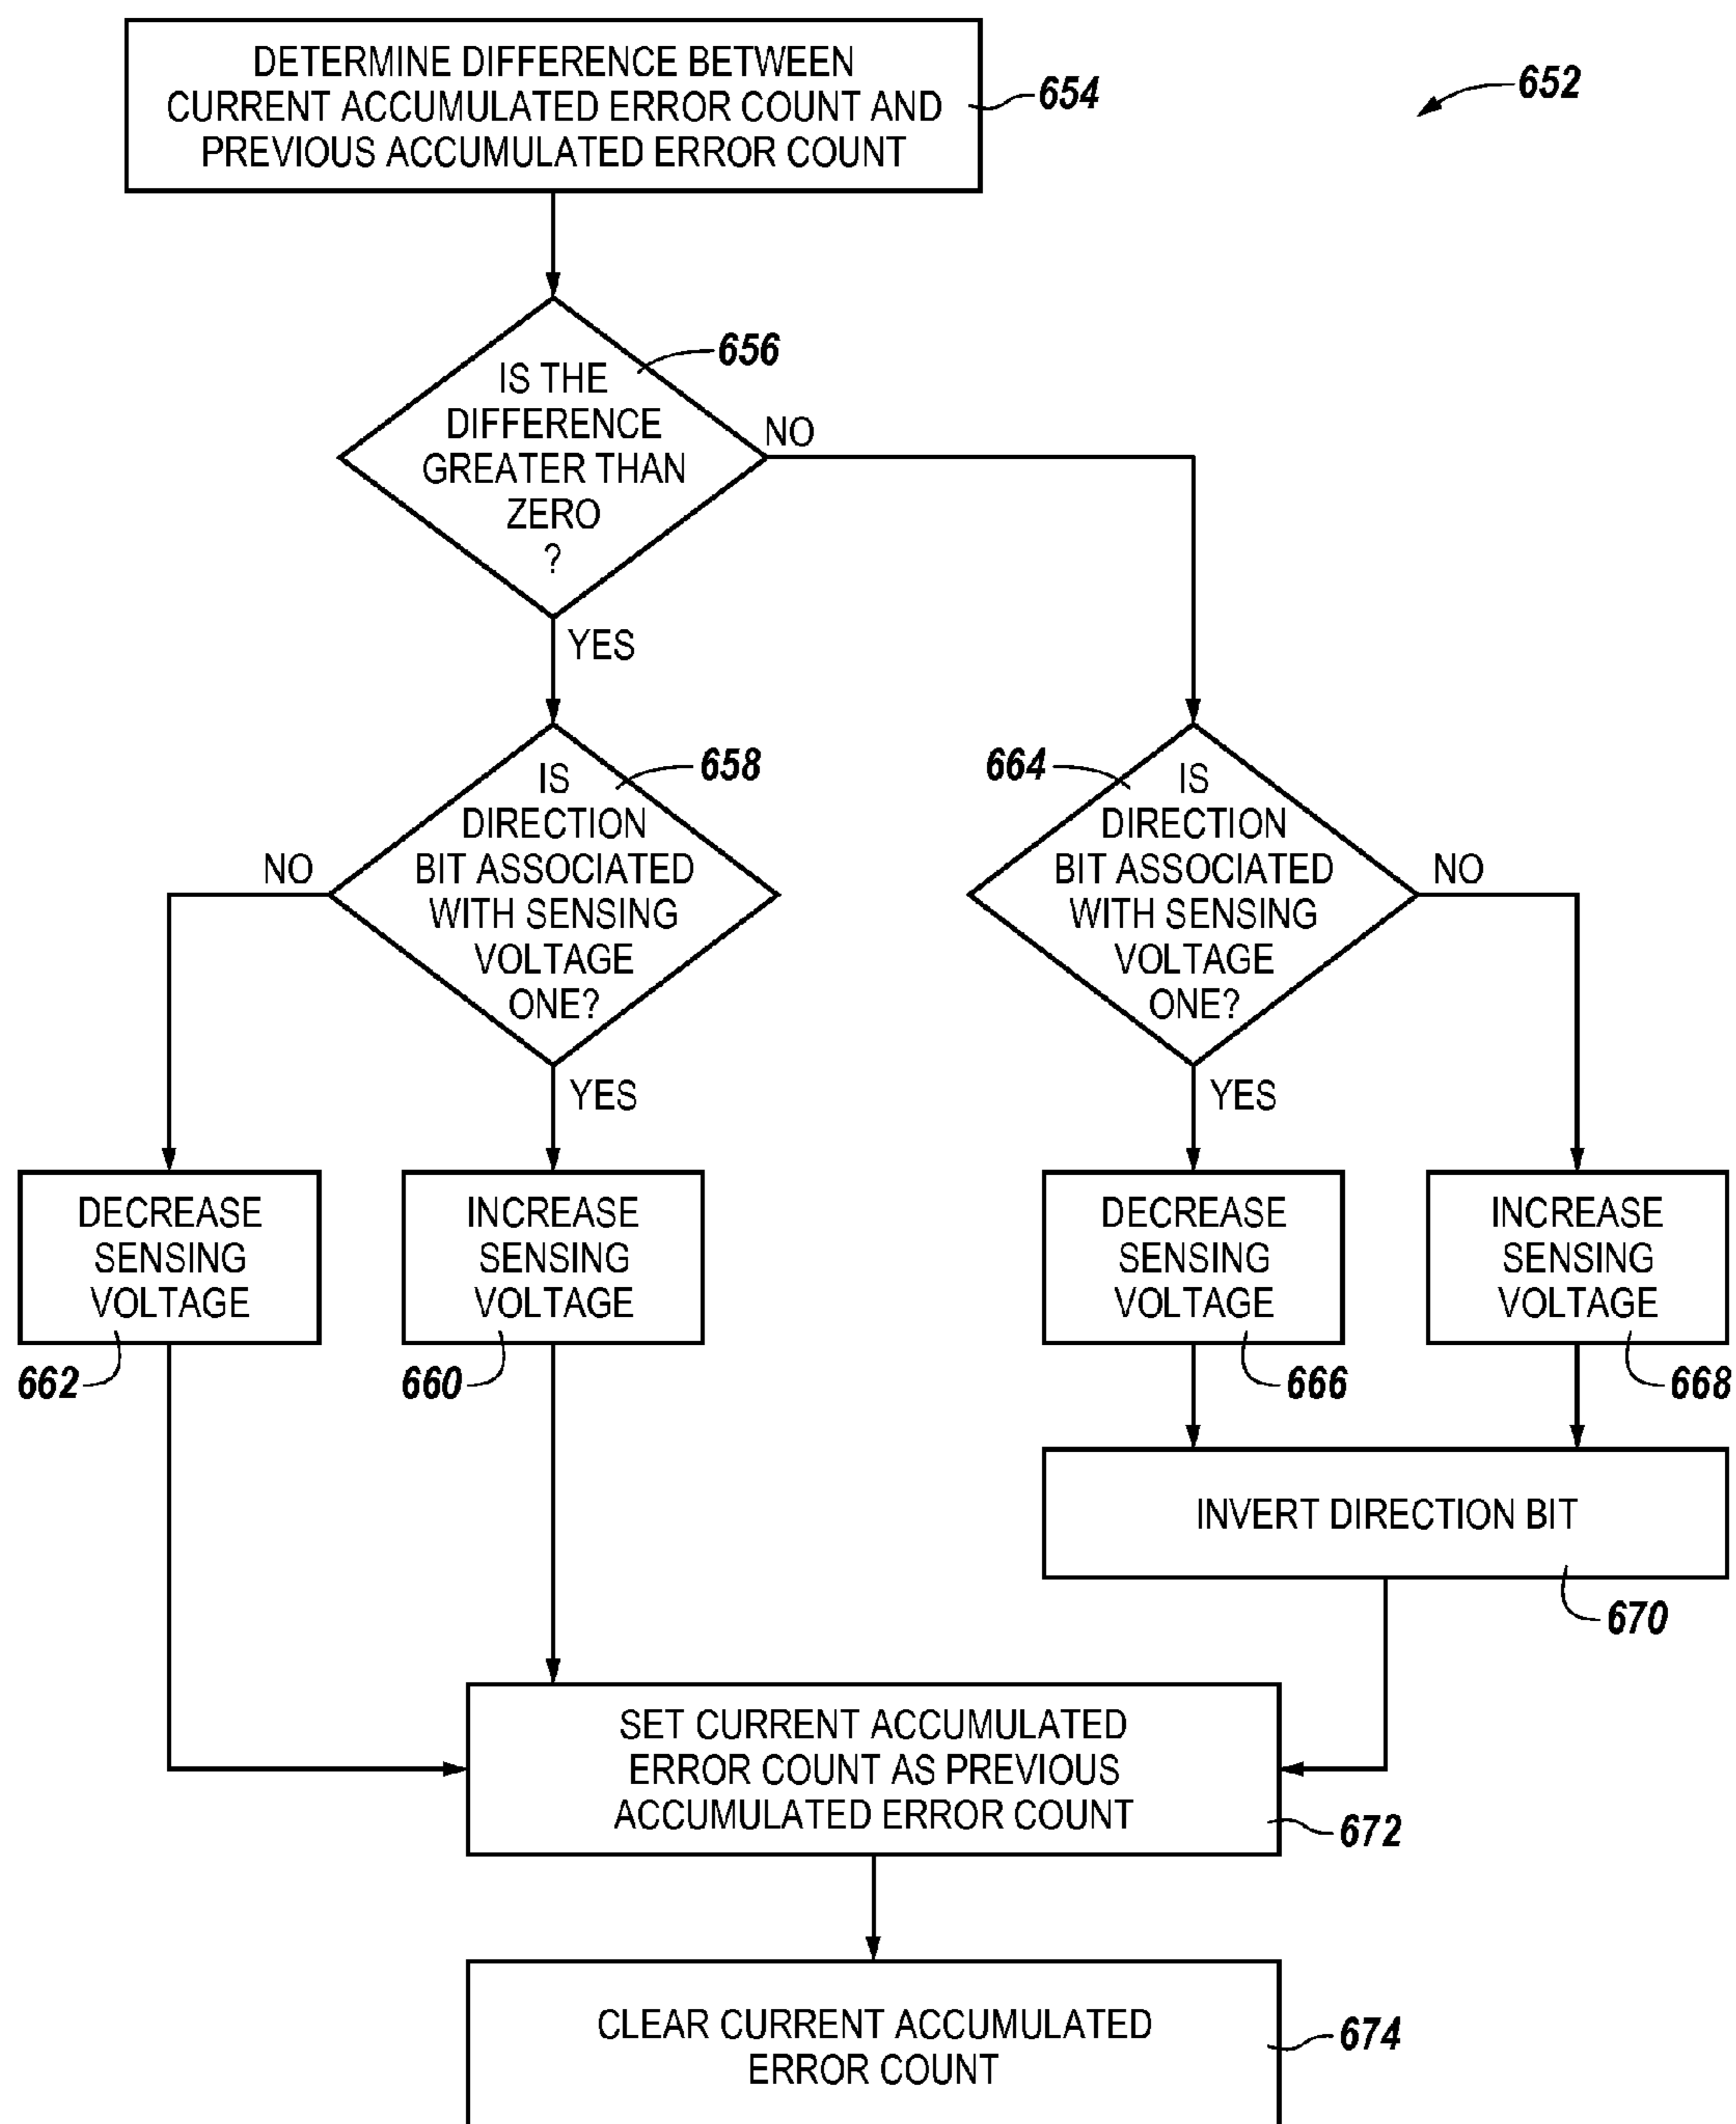 DETERMINE DIFFERENCE BETWEEN
CURRENT ACCUMULATED ERROR COUNT AND
PREVIOUS ACCUMULATED ERROR COUNT
654
652
IS THE
DIFFERENCE
GREATER THAN
ZERO
?
656
NO
YES
IS
DIRECTION
BIT ASSOCIATED
WITH SENSING
VOLTAGE
ONE?
658
NO
YES
664
IS
DIRECTION
BIT ASSOCIATED
WITH SENSING
VOLTAGE
ONE?
NO
YES
DECREASE
SENSING
VOLTAGE
662
INCREASE
SENSING
VOLTAGE
660
DECREASE
SENSING
VOLTAGE
666
INCREASE
SENSING
VOLTAGE
668
INVERT DIRECTION BIT
670
SET CURRENT ACCUMULATED
ERROR COUNT AS PREVIOUS
ACCUMULATED ERROR COUNT
672
CLEAR CURRENT ACCUMULATED
ERROR COUNT
674